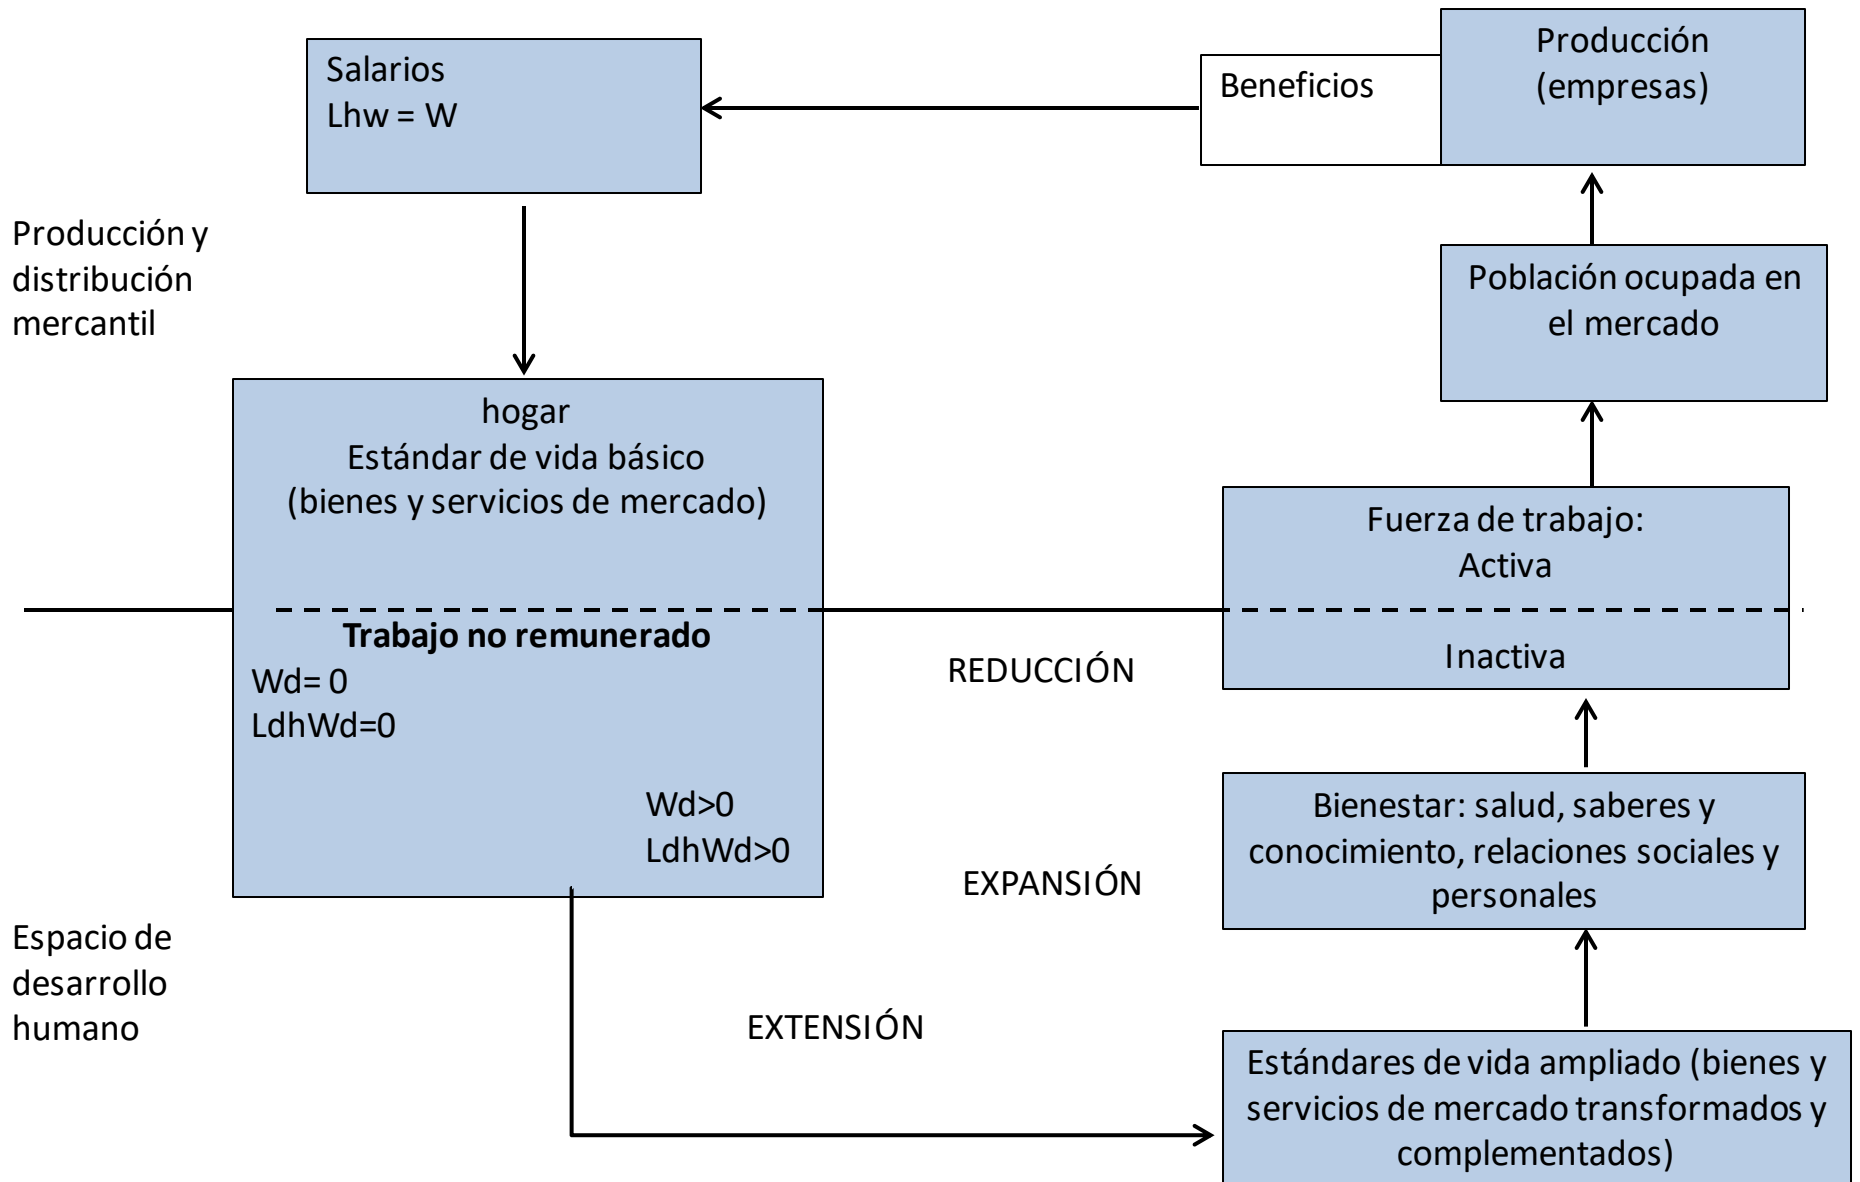 Salarios
Lhw = W
Beneficios
Producción
(empresas)
Producción y
distribución
mercantil
Población ocupada en
el mercado
hogar
Estándar de vida básico
(bienes y servicios de mercado)
Fuerza de trabajo:
Activa
Trabajo no remunerado
Wd= 0
LdhWd=0
REDUCCIÓN
Inactiva
Wd>0
LdhWd>0
EXPANSIÓN
Bienestar: salud, saberes y
conocimiento, relaciones sociales y
personales
Espacio de
desarrollo
humano
EXTENSIÓN
Estándares de vida ampliado (bienes y
servicios de mercado transformados y
complementados)